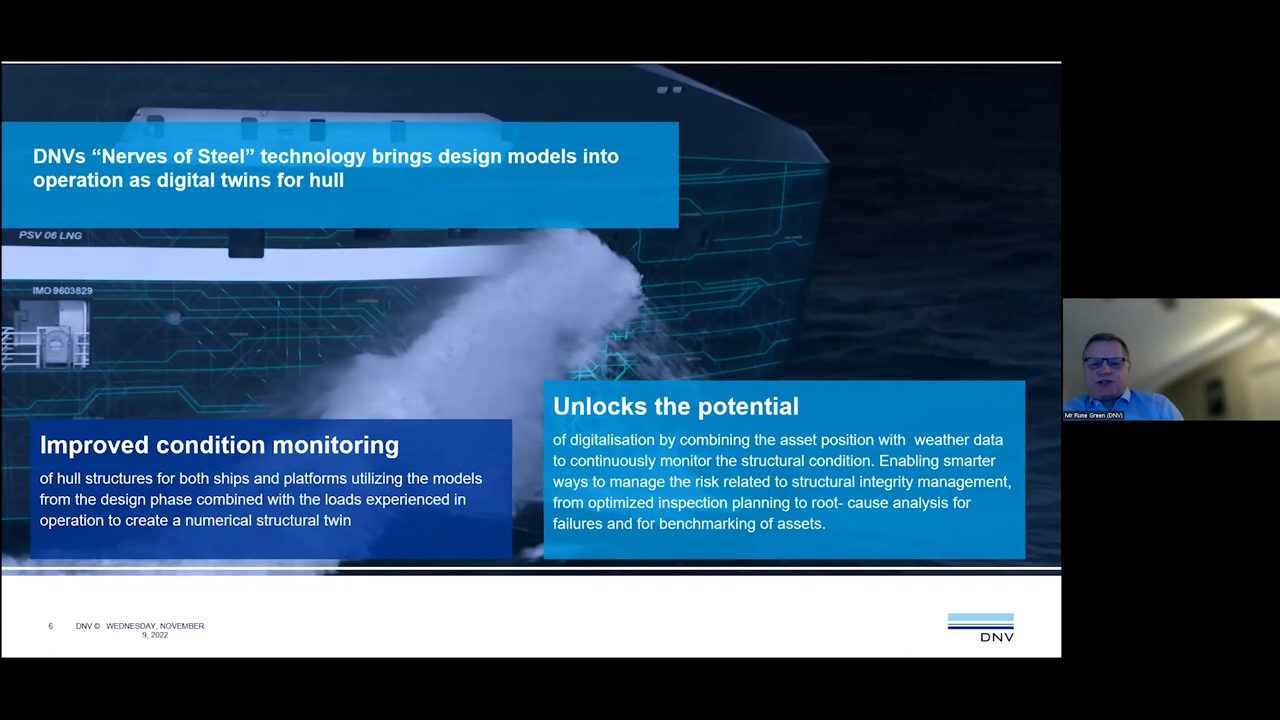 DNVs “Nerves of Steel” technology brings design models into
operation as digital twins for hull
PSV 06 LNG
IMO 9603829
Improved condition monitoring
of hull structures for both ships and platforms utilizing the models
from the design phase combined with the loads experienced in
operation to create a numerical structural twin
Unlocks the potential
of digitalisation by combining the asset position with weather data
to continuously monitor the structural condition. Enabling smarter
ways to manage the risk related to structural integrity management,
from optimized inspection planning to root- cause analysis for
failures and for benchmarking of assets.
Mr Rune Green (DNV)
6 DNV © WEDNESDAY, NOVEMBER
9, 2022
DNV